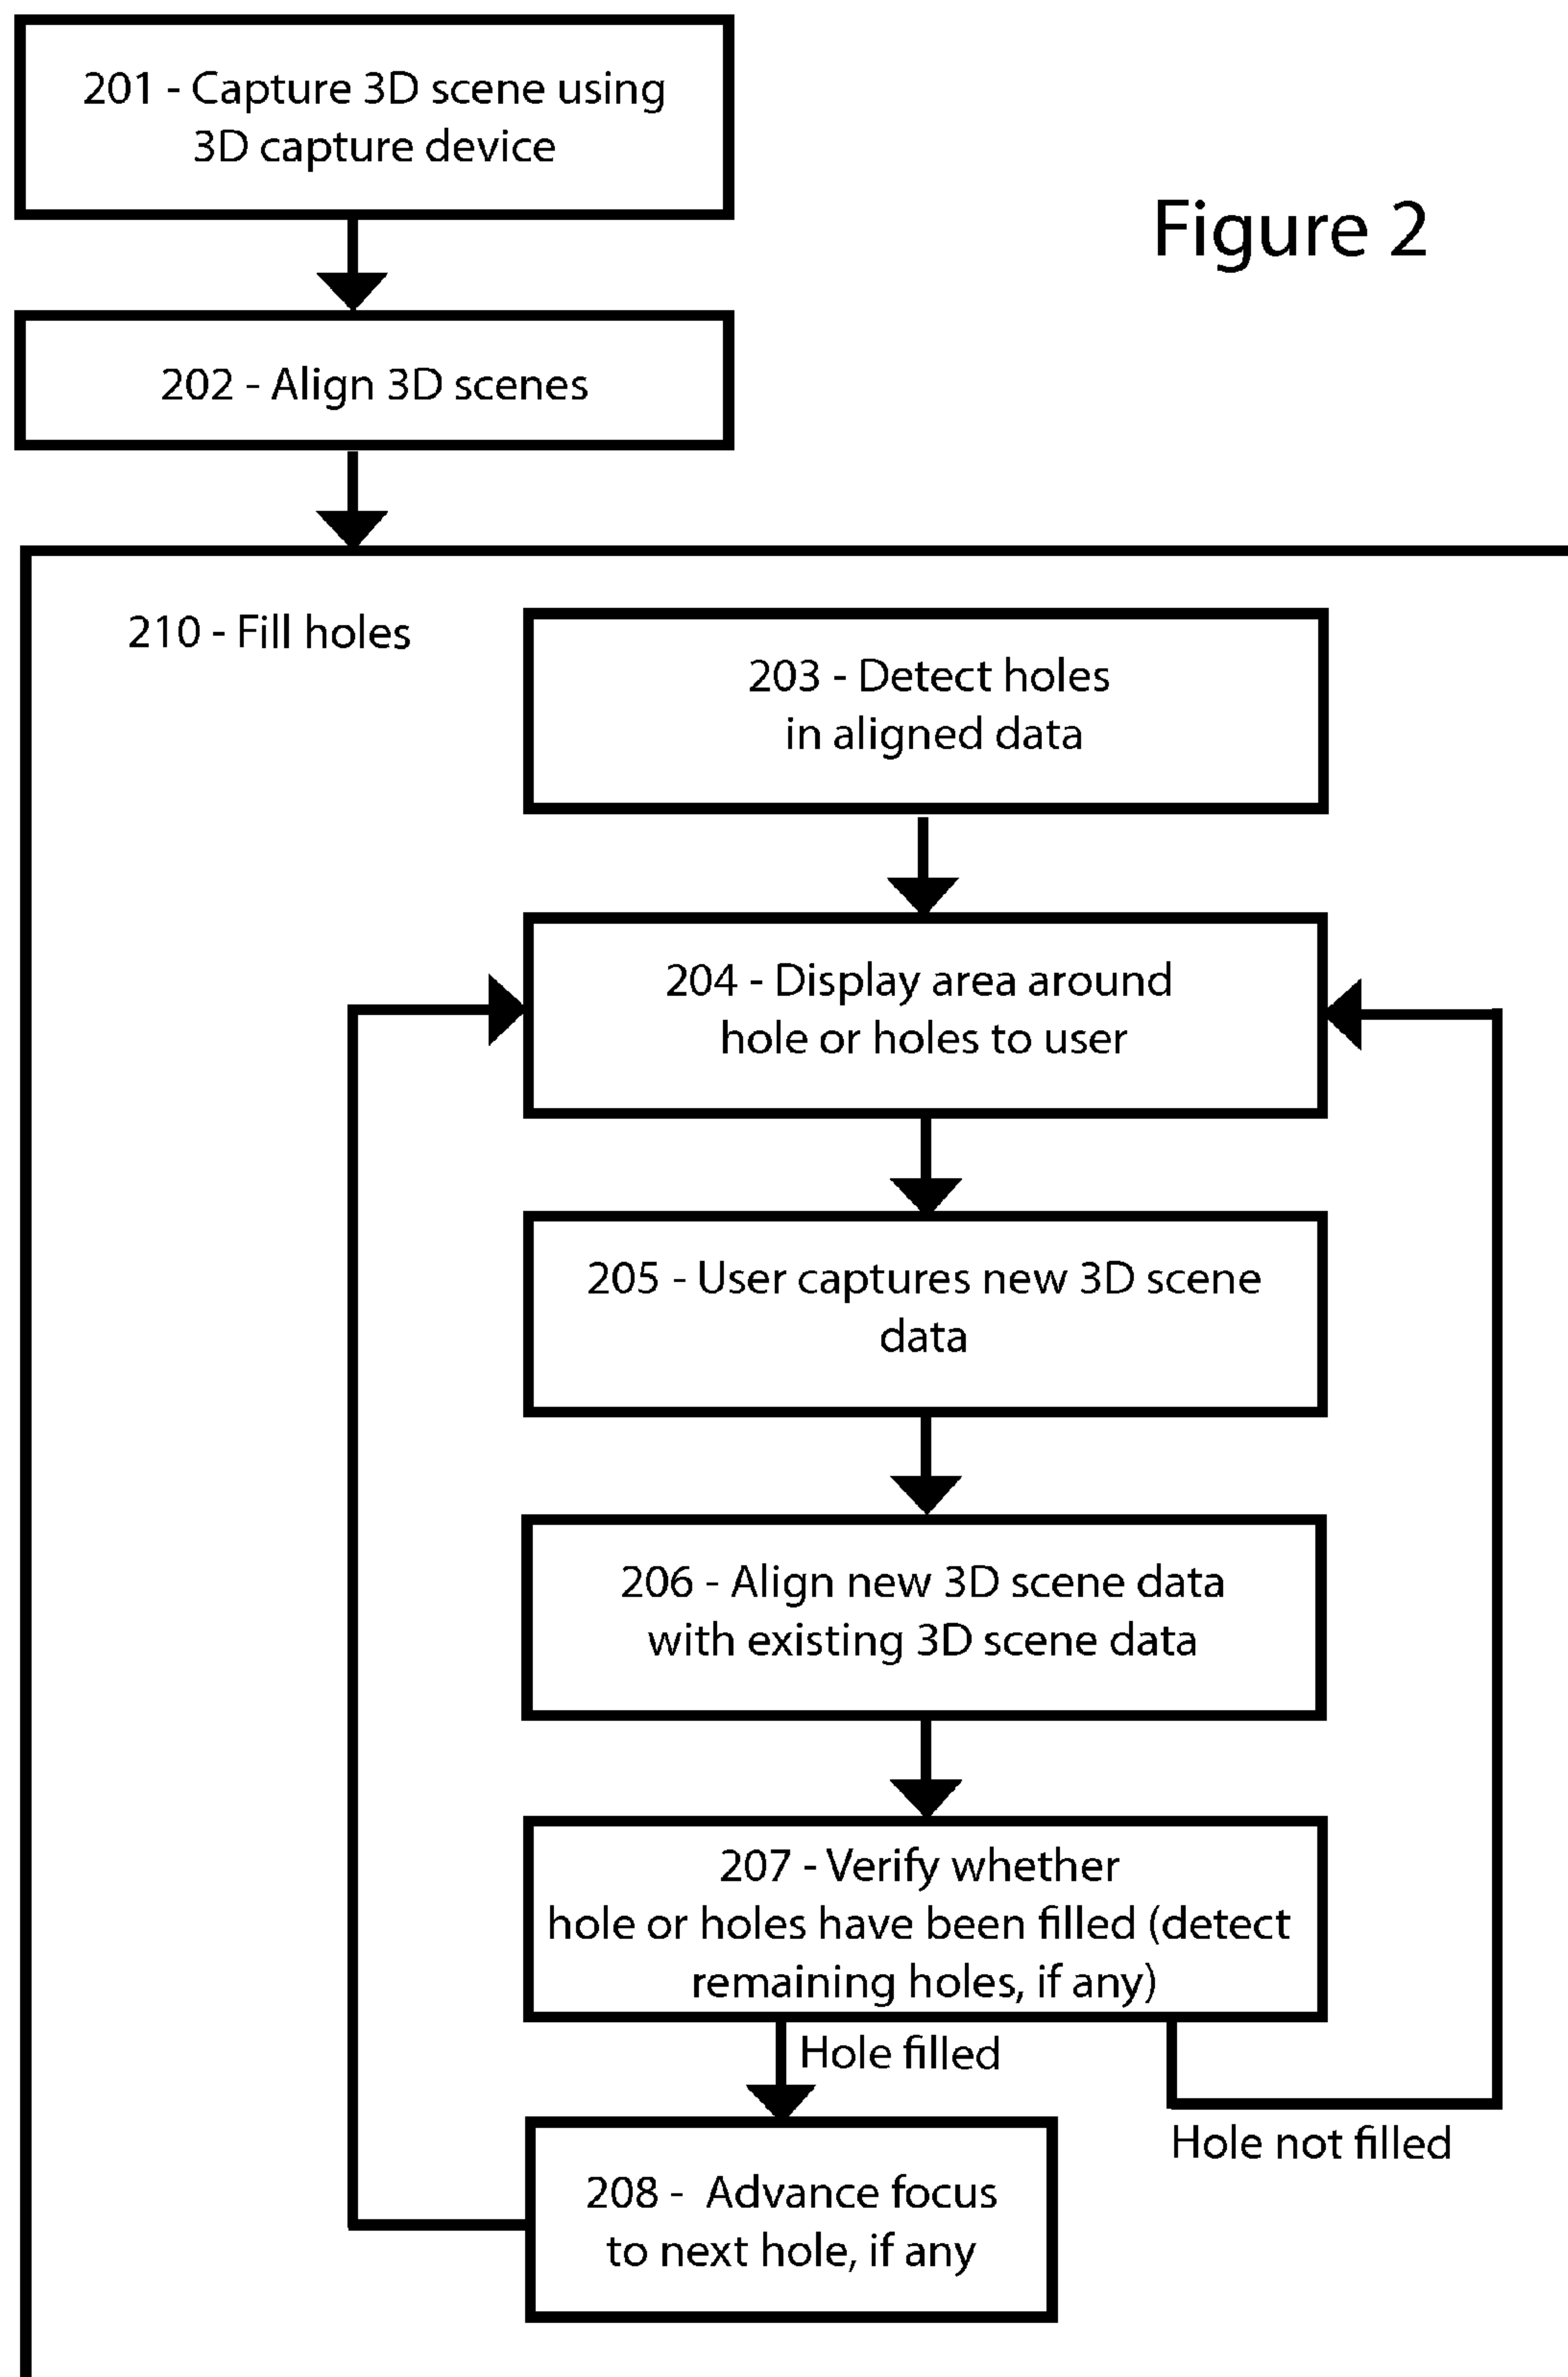 201 - Capture 3D scene using
3D capture device
Figure 2
202 - Align 3D scenes
210 - Fill holes
203 - Detect holes
in aligned data
204 - Display area around
hole or holes to user
205 - User captures new 3D scene
data
206 - Align new 3D scene data
with existing 3D scene data
207 - Verify whether
hole or holes have been filled (detect
remaining holes, if any)
Hole filled
Hole not filled
208 - Advance focus
to next hole, if any